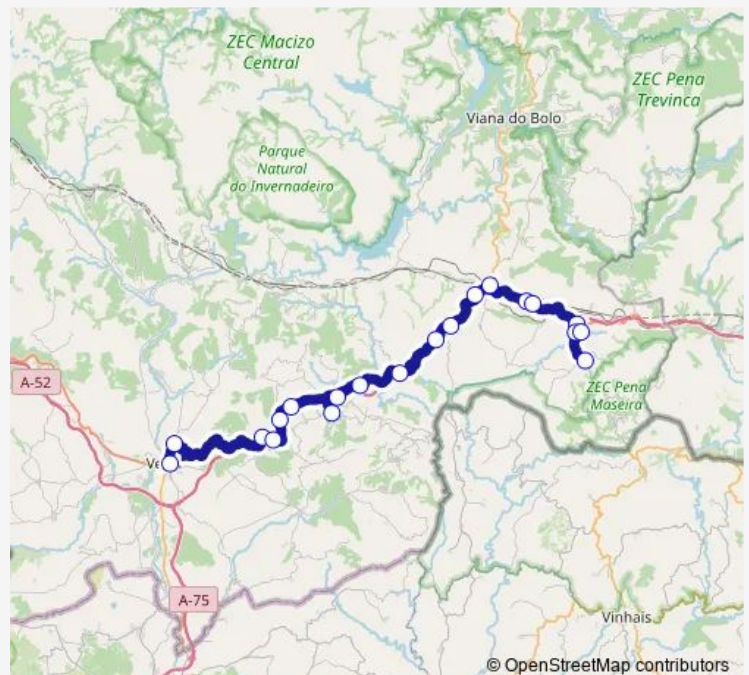 ZEC Macizo
Central
ZEC Pena
Trevinca
Viana do Bolo
Parque
Natural
do Invernadeiro
A-52
ZEC Pena
Maseira
A-75
Vinhais
© OpenStreetMap contributors